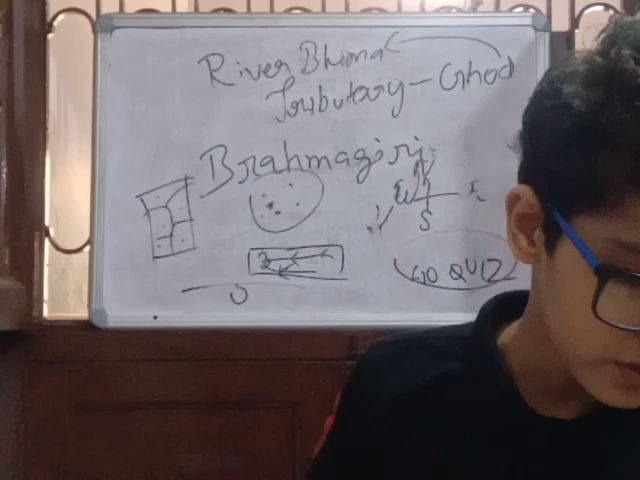 River Bhima
Tributary - Ghod
Brahmagiri
S
GO QUIZ